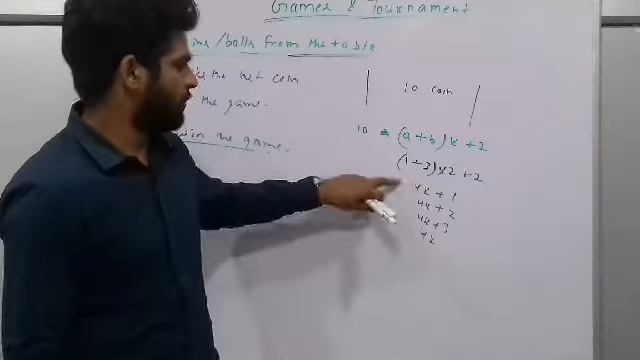 Games & Tournament
/balls from the table
the last coin
the game.
win the game.
10 coin
10 → (a+b)k +2
(1+3)x2 +2
4k + 1
4k + 2
4k + 3
4k